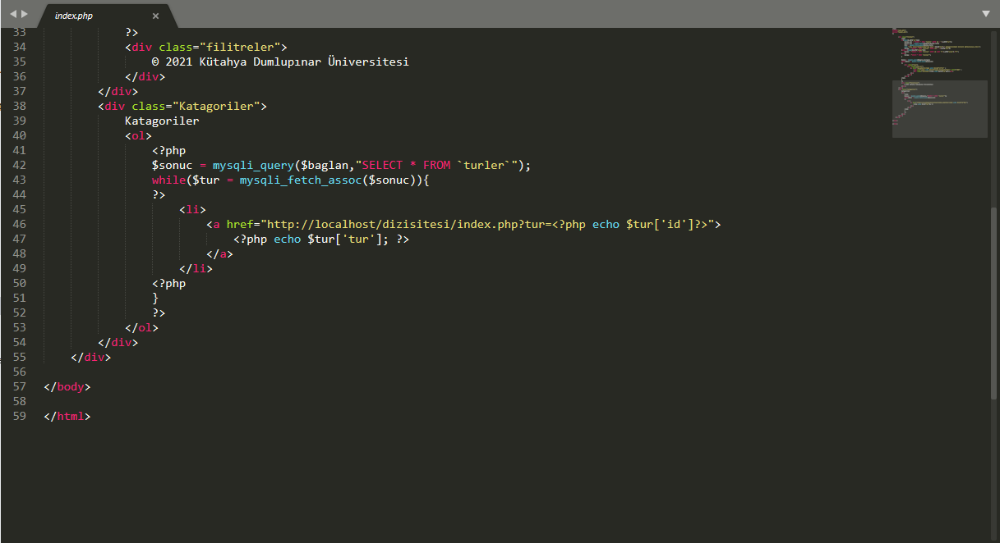 index.php ×
33 ?>
34 <div class="filitreler">
35 © 2021 Kütahya Dumlupınar Üniversitesi
36 </div>
37 </div>
38 <div class="Katagoriler">
39 Katagoriler
40 <ol>
41 <?php
42 $sonuc = mysqli_query($baglan,"SELECT * FROM `turler`");
43 while($tur = mysqli_fetch_assoc($sonuc)){
44 ?>
45 <li>
46 <a href="http://localhost/dizisitesi/index.php?tur=<?php echo $tur['id']?>">
47 <?php echo $tur['tur']; ?>
48 </a>
49 </li>
50 <?php
51 }
52 ?>
53 </ol>
54 </div>
55 </div>
56
57 </body>
58
59 </html>